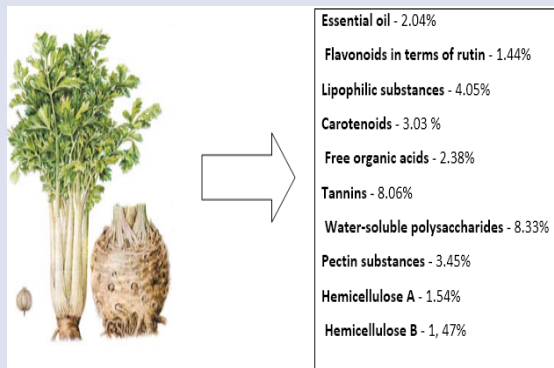 Essential oil - 2.04%
Flavonoids in terms of rutin - 1.44%
Lipophilic substances - 4.05%
Carotenoids - 3.03 %
Free organic acids - 2.38%
Tannins - 8.06%
Water-soluble polysaccharides - 8.33%
Pectin substances - 3.45%
Hemicellulose A - 1.54%
Hemicellulose B - 1, 47%